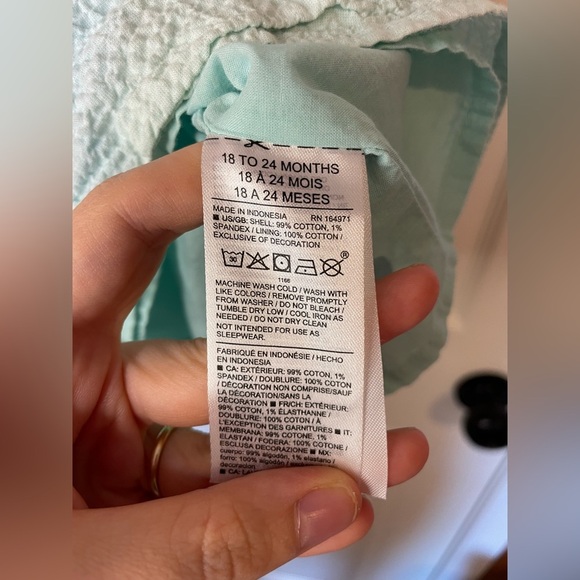 18 TO 24 MONTHS
18 À 24 MOIS
18 A 24 MESES
MADE IN INDONESIA RN 164971
■ US/GB: SHELL: 99% COTTON, 1%
SPANDEX / LINING: 100% COTTON /
EXCLUSIVE OF DECORATION
30
®
1166
MACHINE WASH COLD / WASH WITH
LIKE COLORS / REMOVE PROMPTLY
FROM WASHER / DO NOT BLEACH /
TUMBLE DRY LOW / COOL IRON AS
NEEDED / DO NOT DRY CLEAN
NOT INTENDED FOR USE AS
SLEEPWEAR.
FABRIQUÉ EN INDONÉSIE / HECHO
EN INDONESIA
■ CA: EXTÉRIEUR: 99% COTON, 1%
SPANDEX / DOUBLURE: 100% COTON
/ DÉCORATION NON COMPRISE/SAUF
LA DÉCORATION/SANS LA
DÉCORATION ■ FR/CH: EXTÉRIEUR:
99% COTON, 1% ÉLASTHANNE /
DOUBLURE: 100% COTON / À
L'EXCEPTION DES GARNITURES ■ IT:
MEMBRANA: 99% COTONE, 1%
ELASTAN / FODERA: 100% COTONE /
ESCLUSA DECORAZIONE ■ MX:
cuerpo: 99% algodón, 1% elastano /
forro: 100% algodón /
decoración
■ CA: